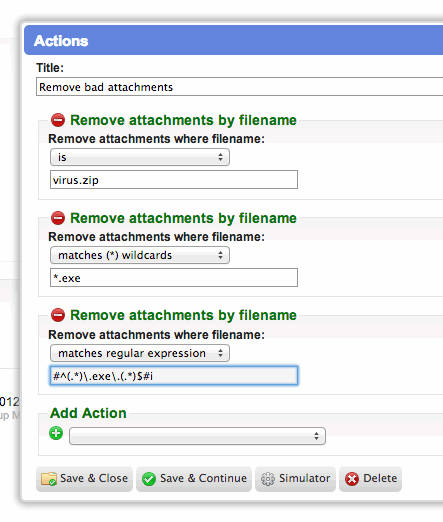 Actions
Title:
Remove bad attachments
Remove attachments by filename
Remove attachments where filename:
is
virus.zip
Remove attachments by filename
Remove attachments where filename:
matches (*) wildcards
*.exe
Remove attachments by filename
Remove attachments where filename:
matches regular expression
#^(.*)\.exe\.(.*)$#i
012
up M
Add Action
Save & Close
Save & Continue
Simulator
Delete